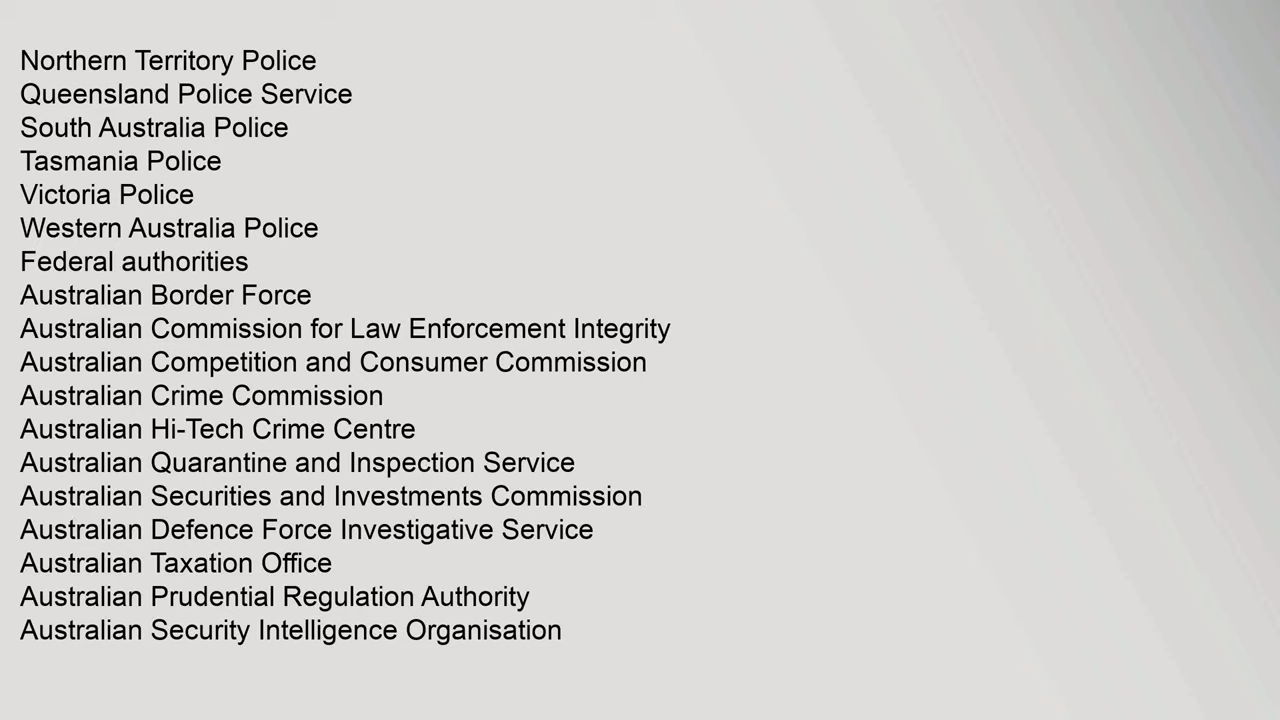 Northern Territory Police
Queensland Police Service
South Australia Police
Tasmania Police
Victoria Police
Western Australia Police
Federal authorities
Australian Border Force
Australian Commission for Law Enforcement Integrity
Australian Competition and Consumer Commission
Australian Crime Commission
Australian Hi-Tech Crime Centre
Australian Quarantine and Inspection Service
Australian Securities and Investments Commission
Australian Defence Force Investigative Service
Australian Taxation Office
Australian Prudential Regulation Authority
Australian Security Intelligence Organisation